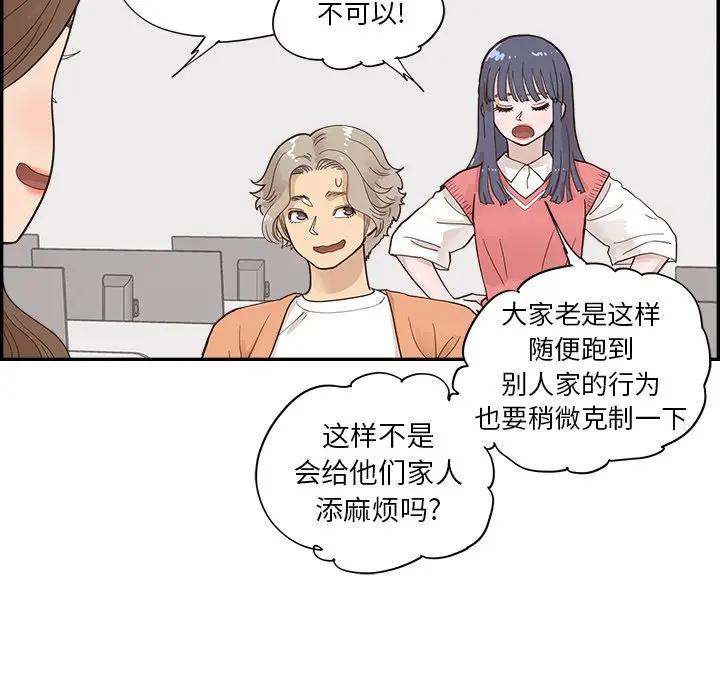 不可以!
大家老是这样
随便跑到
别人家的行为
也要稍微克制一下
这样不是
会给他们家人
添麻烦吗?